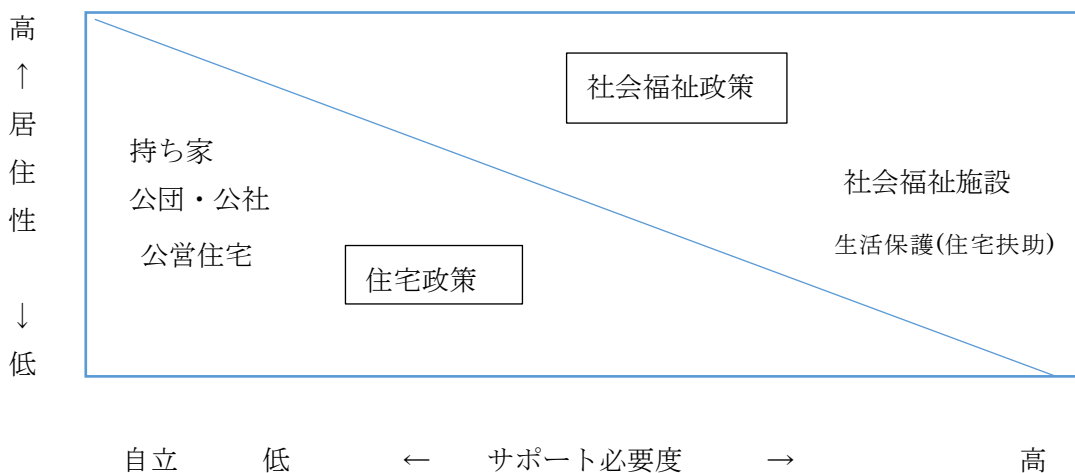 高
↑
居
住
性
↓
低
社会福祉政策
持ち家
公団・公社
公営住宅
住宅政策
社会福祉施設
生活保護(住宅扶助)
自立 低 ← サポート必要度 → 高